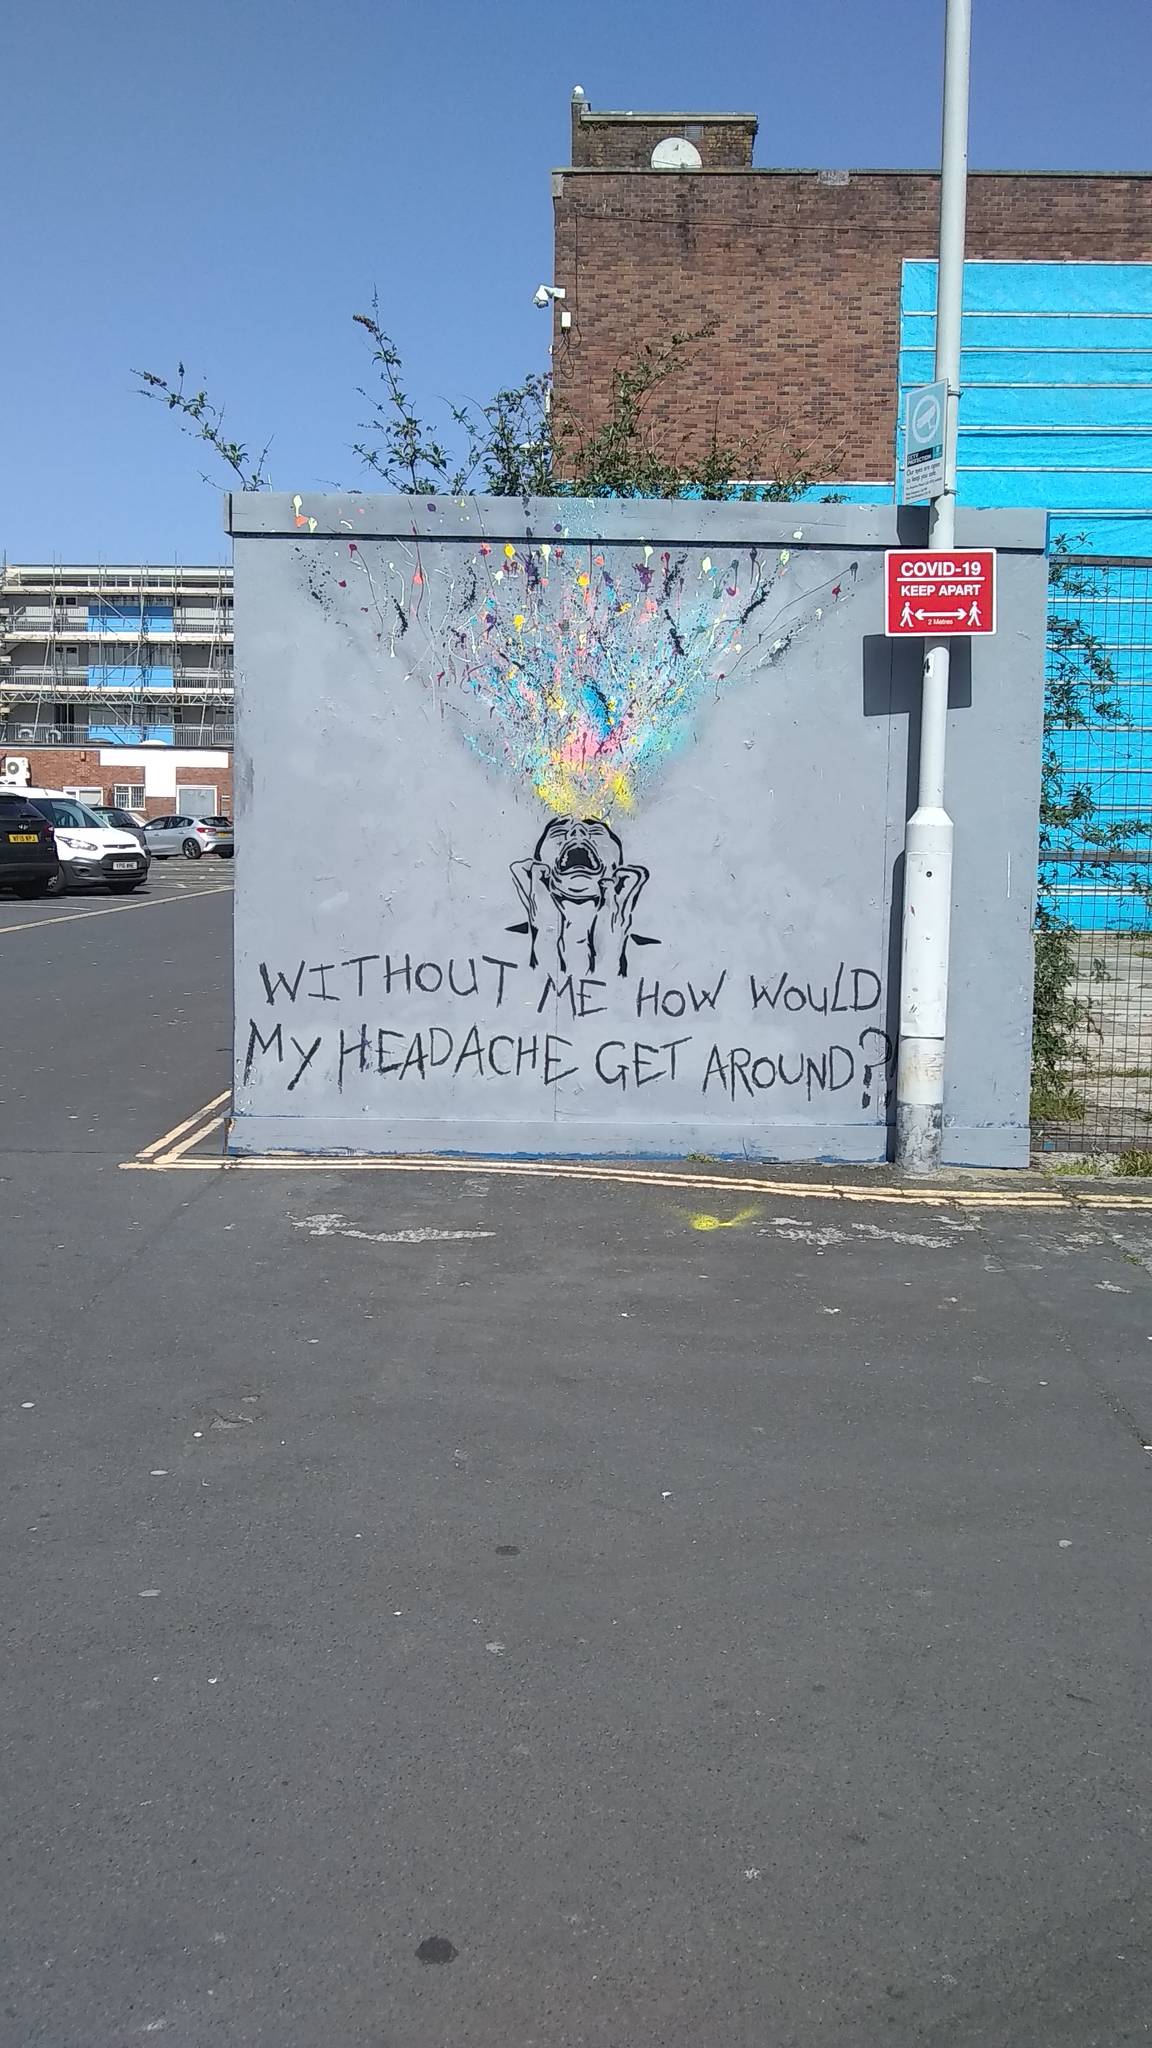 COVID-19
KEEP APART
2 Metres
WITHOUT ME HOW WOULD
MY HEADACHE GET AROUND?